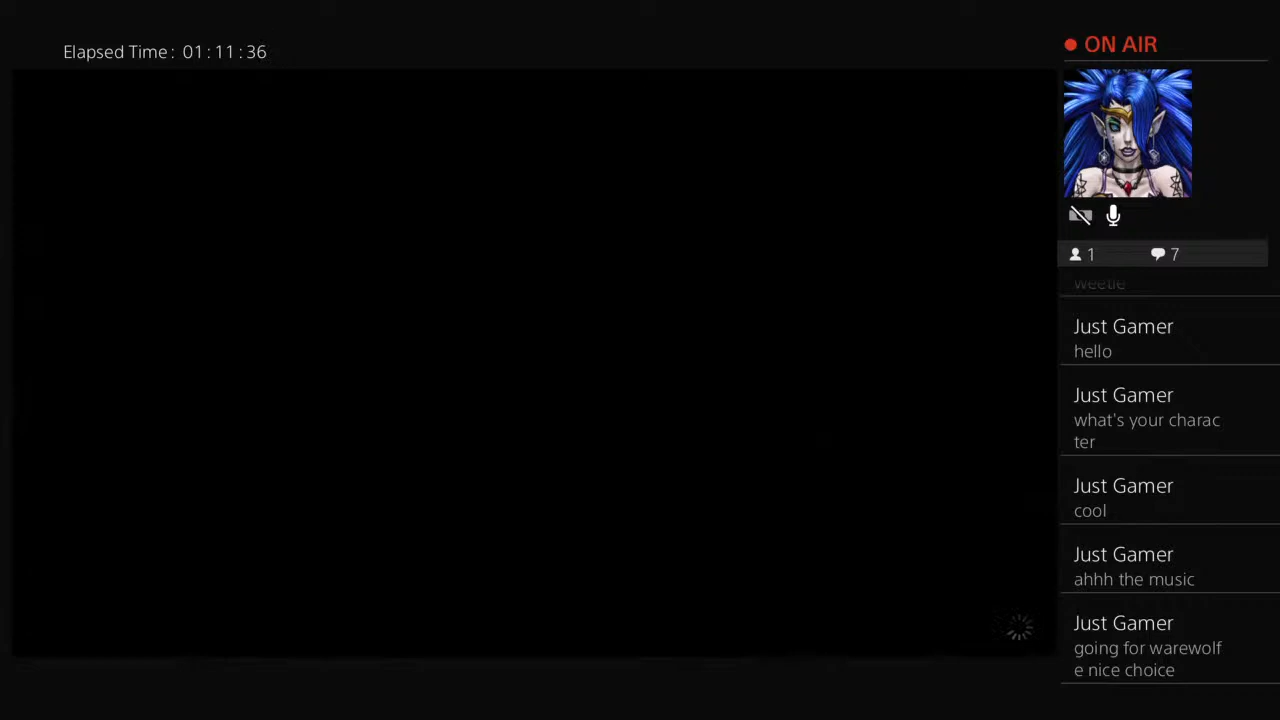 Elapsed Time: 01:11:36
ON AIR
1 7
weetie
Just Gamer
hello
Just Gamer
what's your charac
ter
Just Gamer
cool
Just Gamer
ahhh the music
Just Gamer
going for warewolf
e nice choice